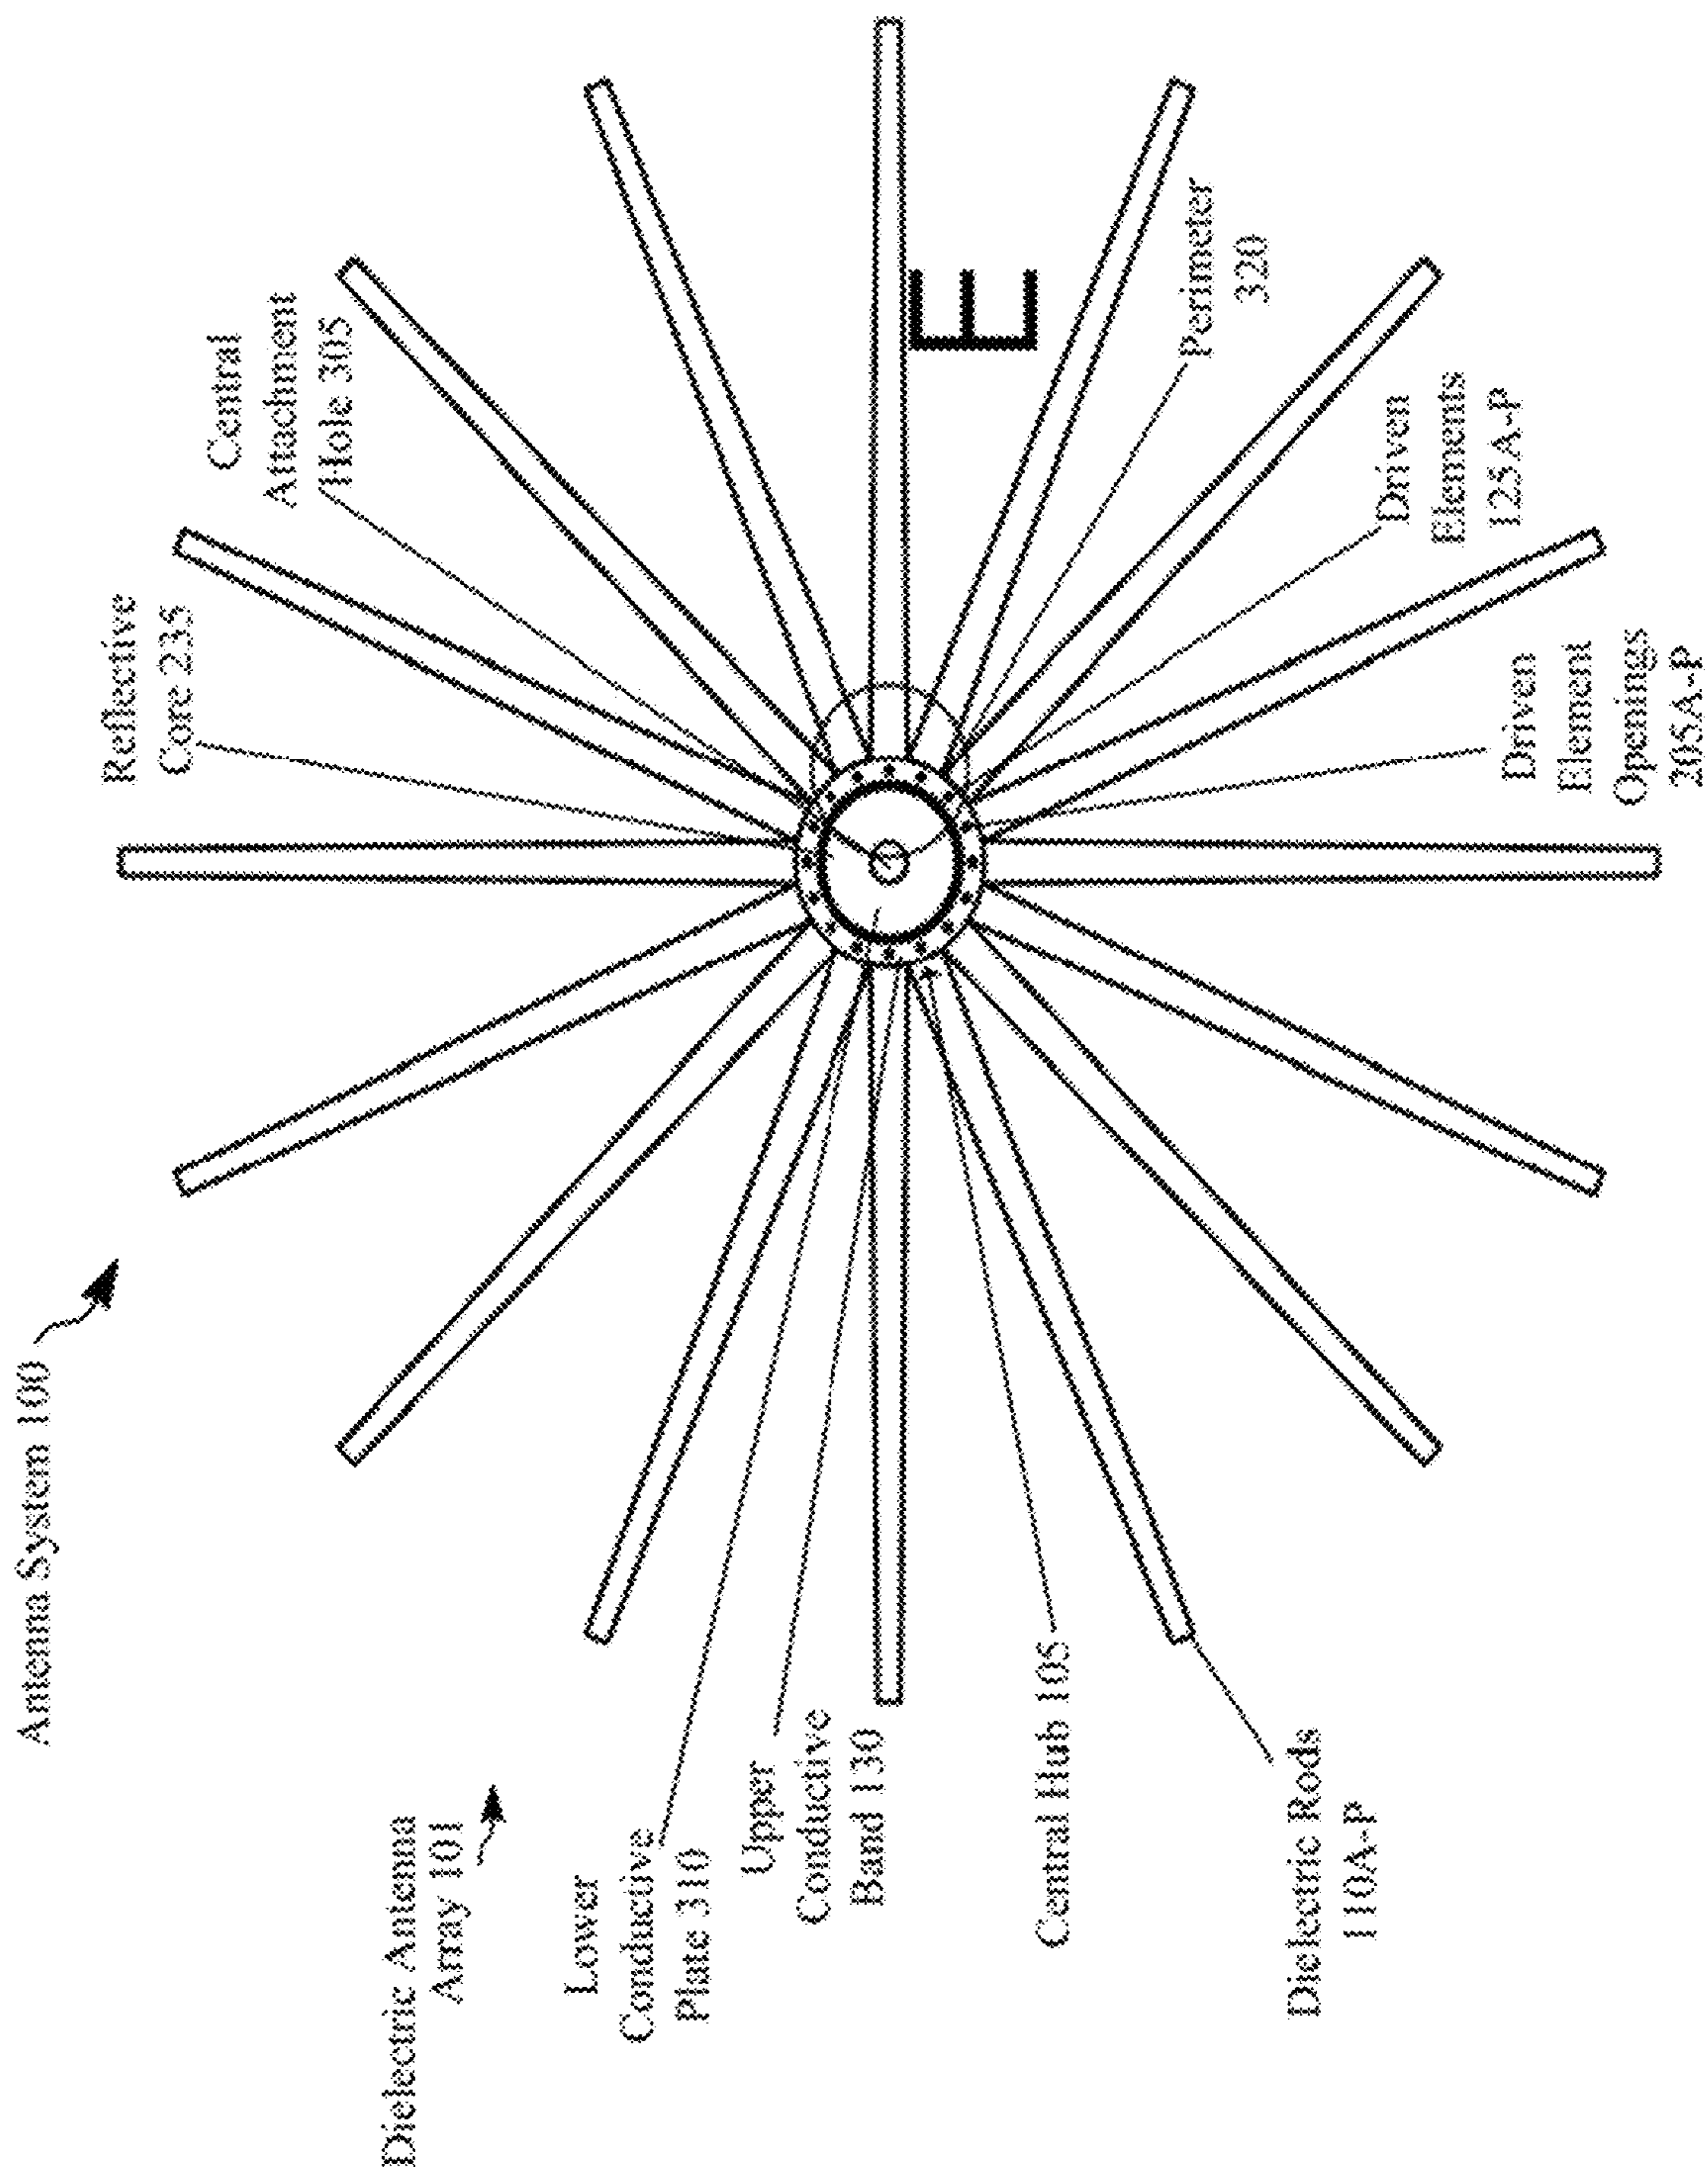 Antenna System 100
Dielectric Antenna
Array 101
Reflective
Core 235
Central
Attachment
Hole 305
Lower
Conductive
Plate 310
Upper
Conductive
Band 130
E
Central Hub 105
Perimeter
320
Dielectric Rods
110A-P
Driven
Elements
125A-P
Driven
Element
Openings
205A-P